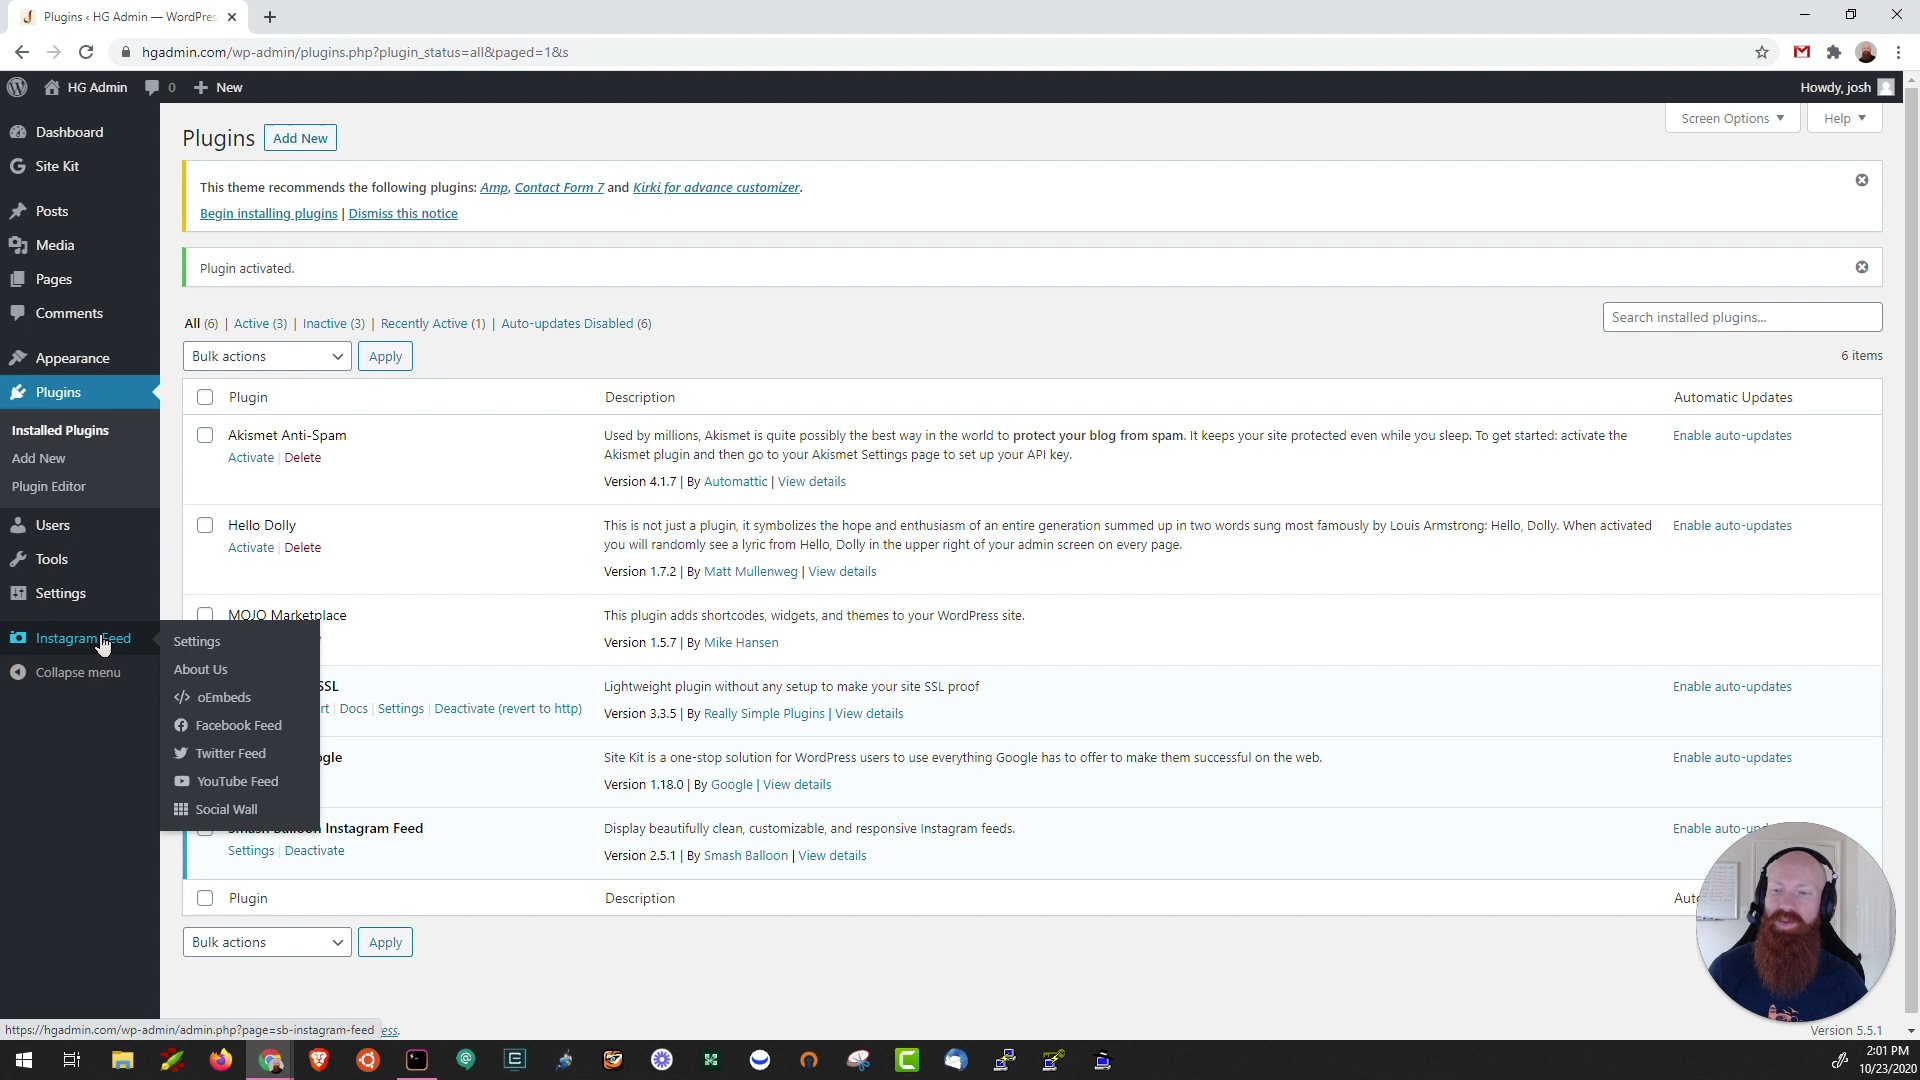 Plugins ‹ HG Admin — WordPres
hgadmin.com/wp-admin/plugins.php?plugin_status=all&paged=1&s
HG Admin 0 New
Howdy, josh
Dashboard
Site Kit
Posts
Media
Pages
Comments
Appearance
Plugins
Installed Plugins
Add New
Plugin Editor
Users
Tools
Settings
Instagram Feed
Collapse menu
Settings
About Us
oEmbeds
Facebook Feed
Twitter Feed
YouTube Feed
Social Wall
Screen Options Help
Plugins Add New
This theme recommends the following plugins: Amp, Contact Form 7 and Kirki for advance customizer.
Begin installing plugins | Dismiss this notice
Plugin activated.
All (6) | Active (3) | Inactive (3) | Recently Active (1) | Auto-updates Disabled (6)
Search installed plugins...
Bulk actions Apply
6 items
Plugin Description Automatic Updates
Akismet Anti-Spam
Activate | Delete
Used by millions, Akismet is quite possibly the best way in the world to protect your blog from spam. It keeps your site protected even while you sleep. To get started: activate the
Akismet plugin and then go to your Akismet Settings page to set up your API key.
Version 4.1.7 | By Automattic | View details
Enable auto-updates
Hello Dolly
Activate | Delete
This is not just a plugin, it symbolizes the hope and enthusiasm of an entire generation summed up in two words sung most famously by Louis Armstrong: Hello, Dolly. When activated
you will randomly see a lyric from Hello, Dolly in the upper right of your admin screen on every page.
Version 1.7.2 | By Matt Mullenweg | View details
Enable auto-updates
MOJO Marketplace
This plugin adds shortcodes, widgets, and themes to your WordPress site.
Version 1.5.7 | By Mike Hansen
SSL
rt | Docs | Settings | Deactivate (revert to http)
Lightweight plugin without any setup to make your site SSL proof
Version 3.3.5 | By Really Simple Plugins | View details
Enable auto-updates
ogle
Site Kit is a one-stop solution for WordPress users to use everything Google has to offer to make them successful on the web.
Version 1.18.0 | By Google | View details
Enable auto-updates
Smash Balloon Instagram Feed
Settings | Deactivate
Display beautifully clean, customizable, and responsive Instagram feeds.
Version 2.5.1 | By Smash Balloon | View details
Enable auto-up
Plugin Description Aut
Bulk actions Apply
https://hgadmin.com/wp-admin/admin.php?page=sb-instagram-feed ess.
Version 5.5.1
2:01 PM
10/23/2020